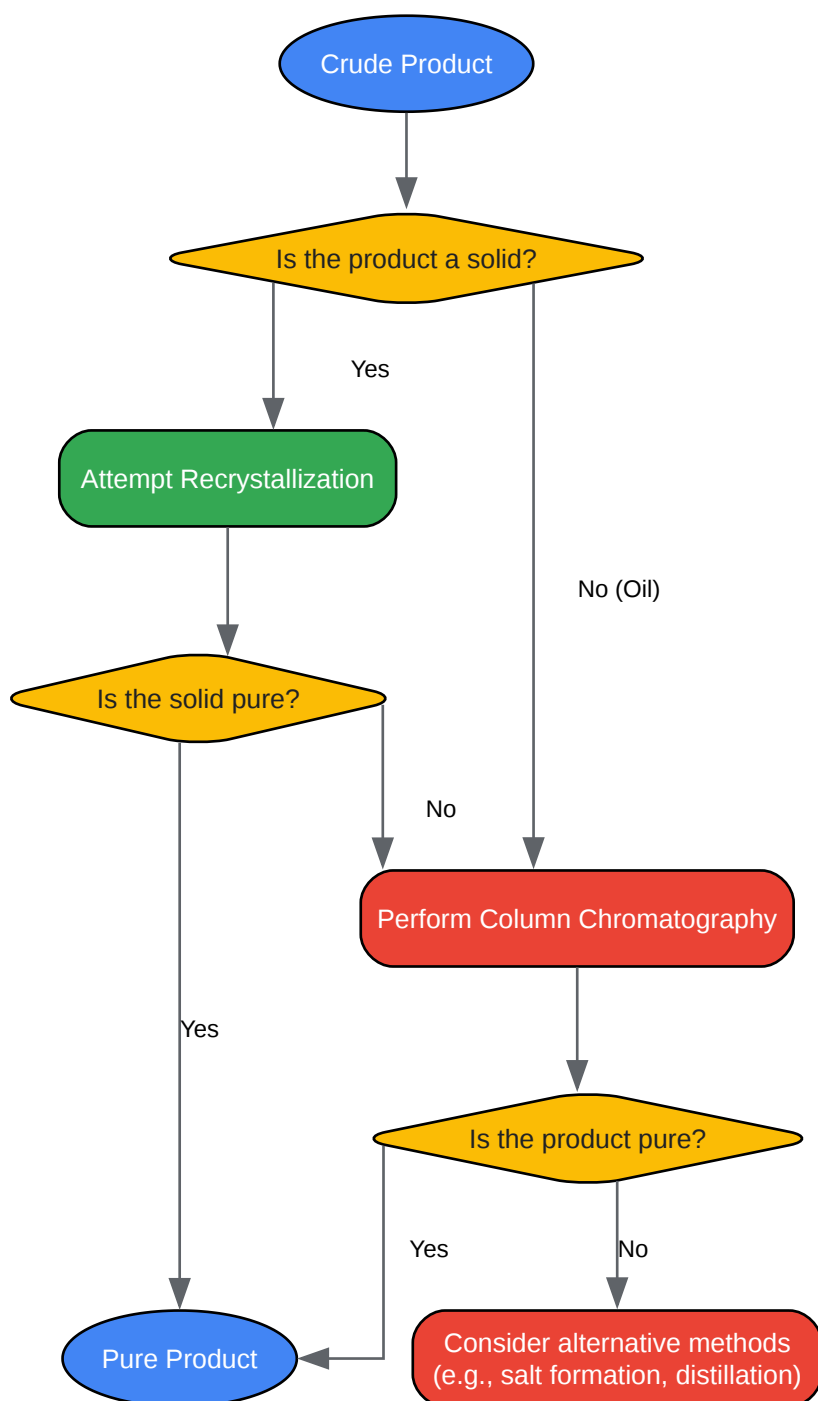 Crude Product
Is the product a solid?
Yes
Attempt Recrystallization
No (Oil)
Is the solid pure?
No
Perform Column Chromatography
Yes
Is the product pure?
Yes
No
Pure Product
Consider alternative methods
(e.g., salt formation, distillation)